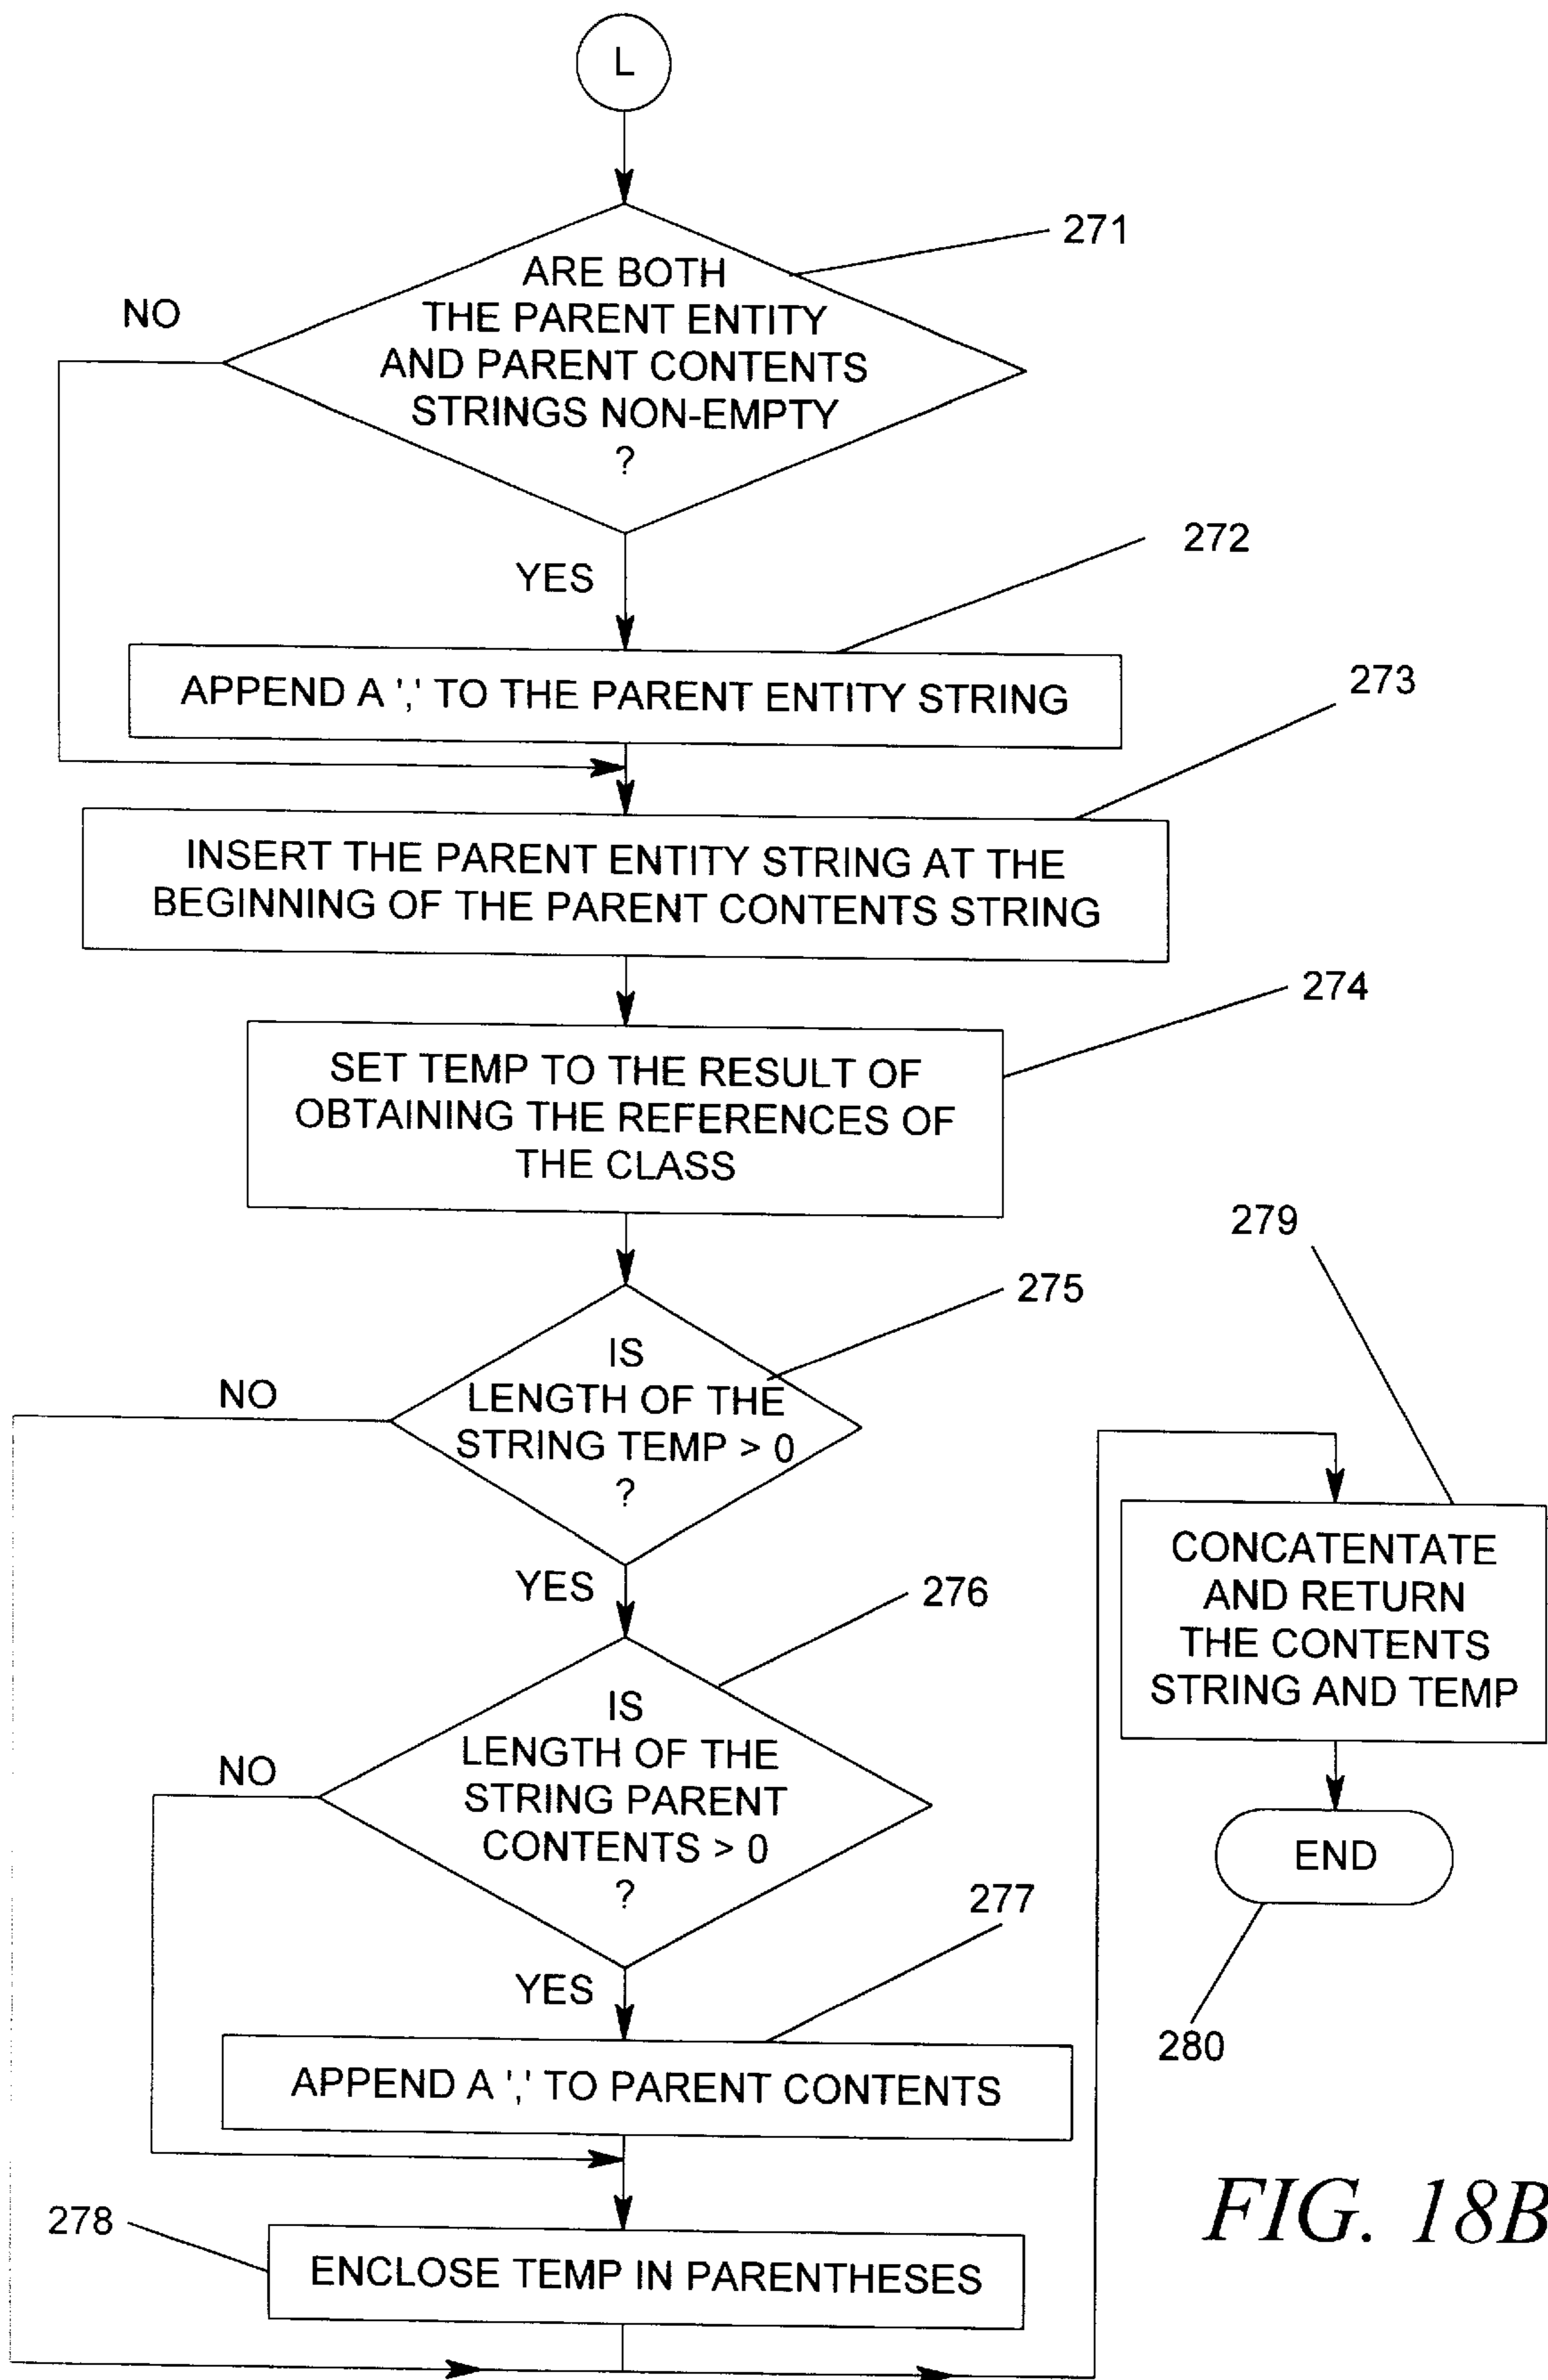 L
271
ARE BOTH
THE PARENT ENTITY
AND PARENT CONTENTS
STRINGS NON-EMPTY
?
NO
YES
272
APPEND A ',' TO THE PARENT ENTITY STRING
273
INSERT THE PARENT ENTITY STRING AT THE
BEGINNING OF THE PARENT CONTENTS STRING
274
SET TEMP TO THE RESULT OF
OBTAINING THE REFERENCES OF
THE CLASS
275
IS
LENGTH OF THE
STRING TEMP > 0
?
NO
YES
276
IS
LENGTH OF THE
STRING PARENT
CONTENTS > 0
?
NO
YES
277
APPEND A ',' TO PARENT CONTENTS
278
ENCLOSE TEMP IN PARENTHESES
279
CONCATENTATE
AND RETURN
THE CONTENTS
STRING AND TEMP
END
280
FIG. 18B